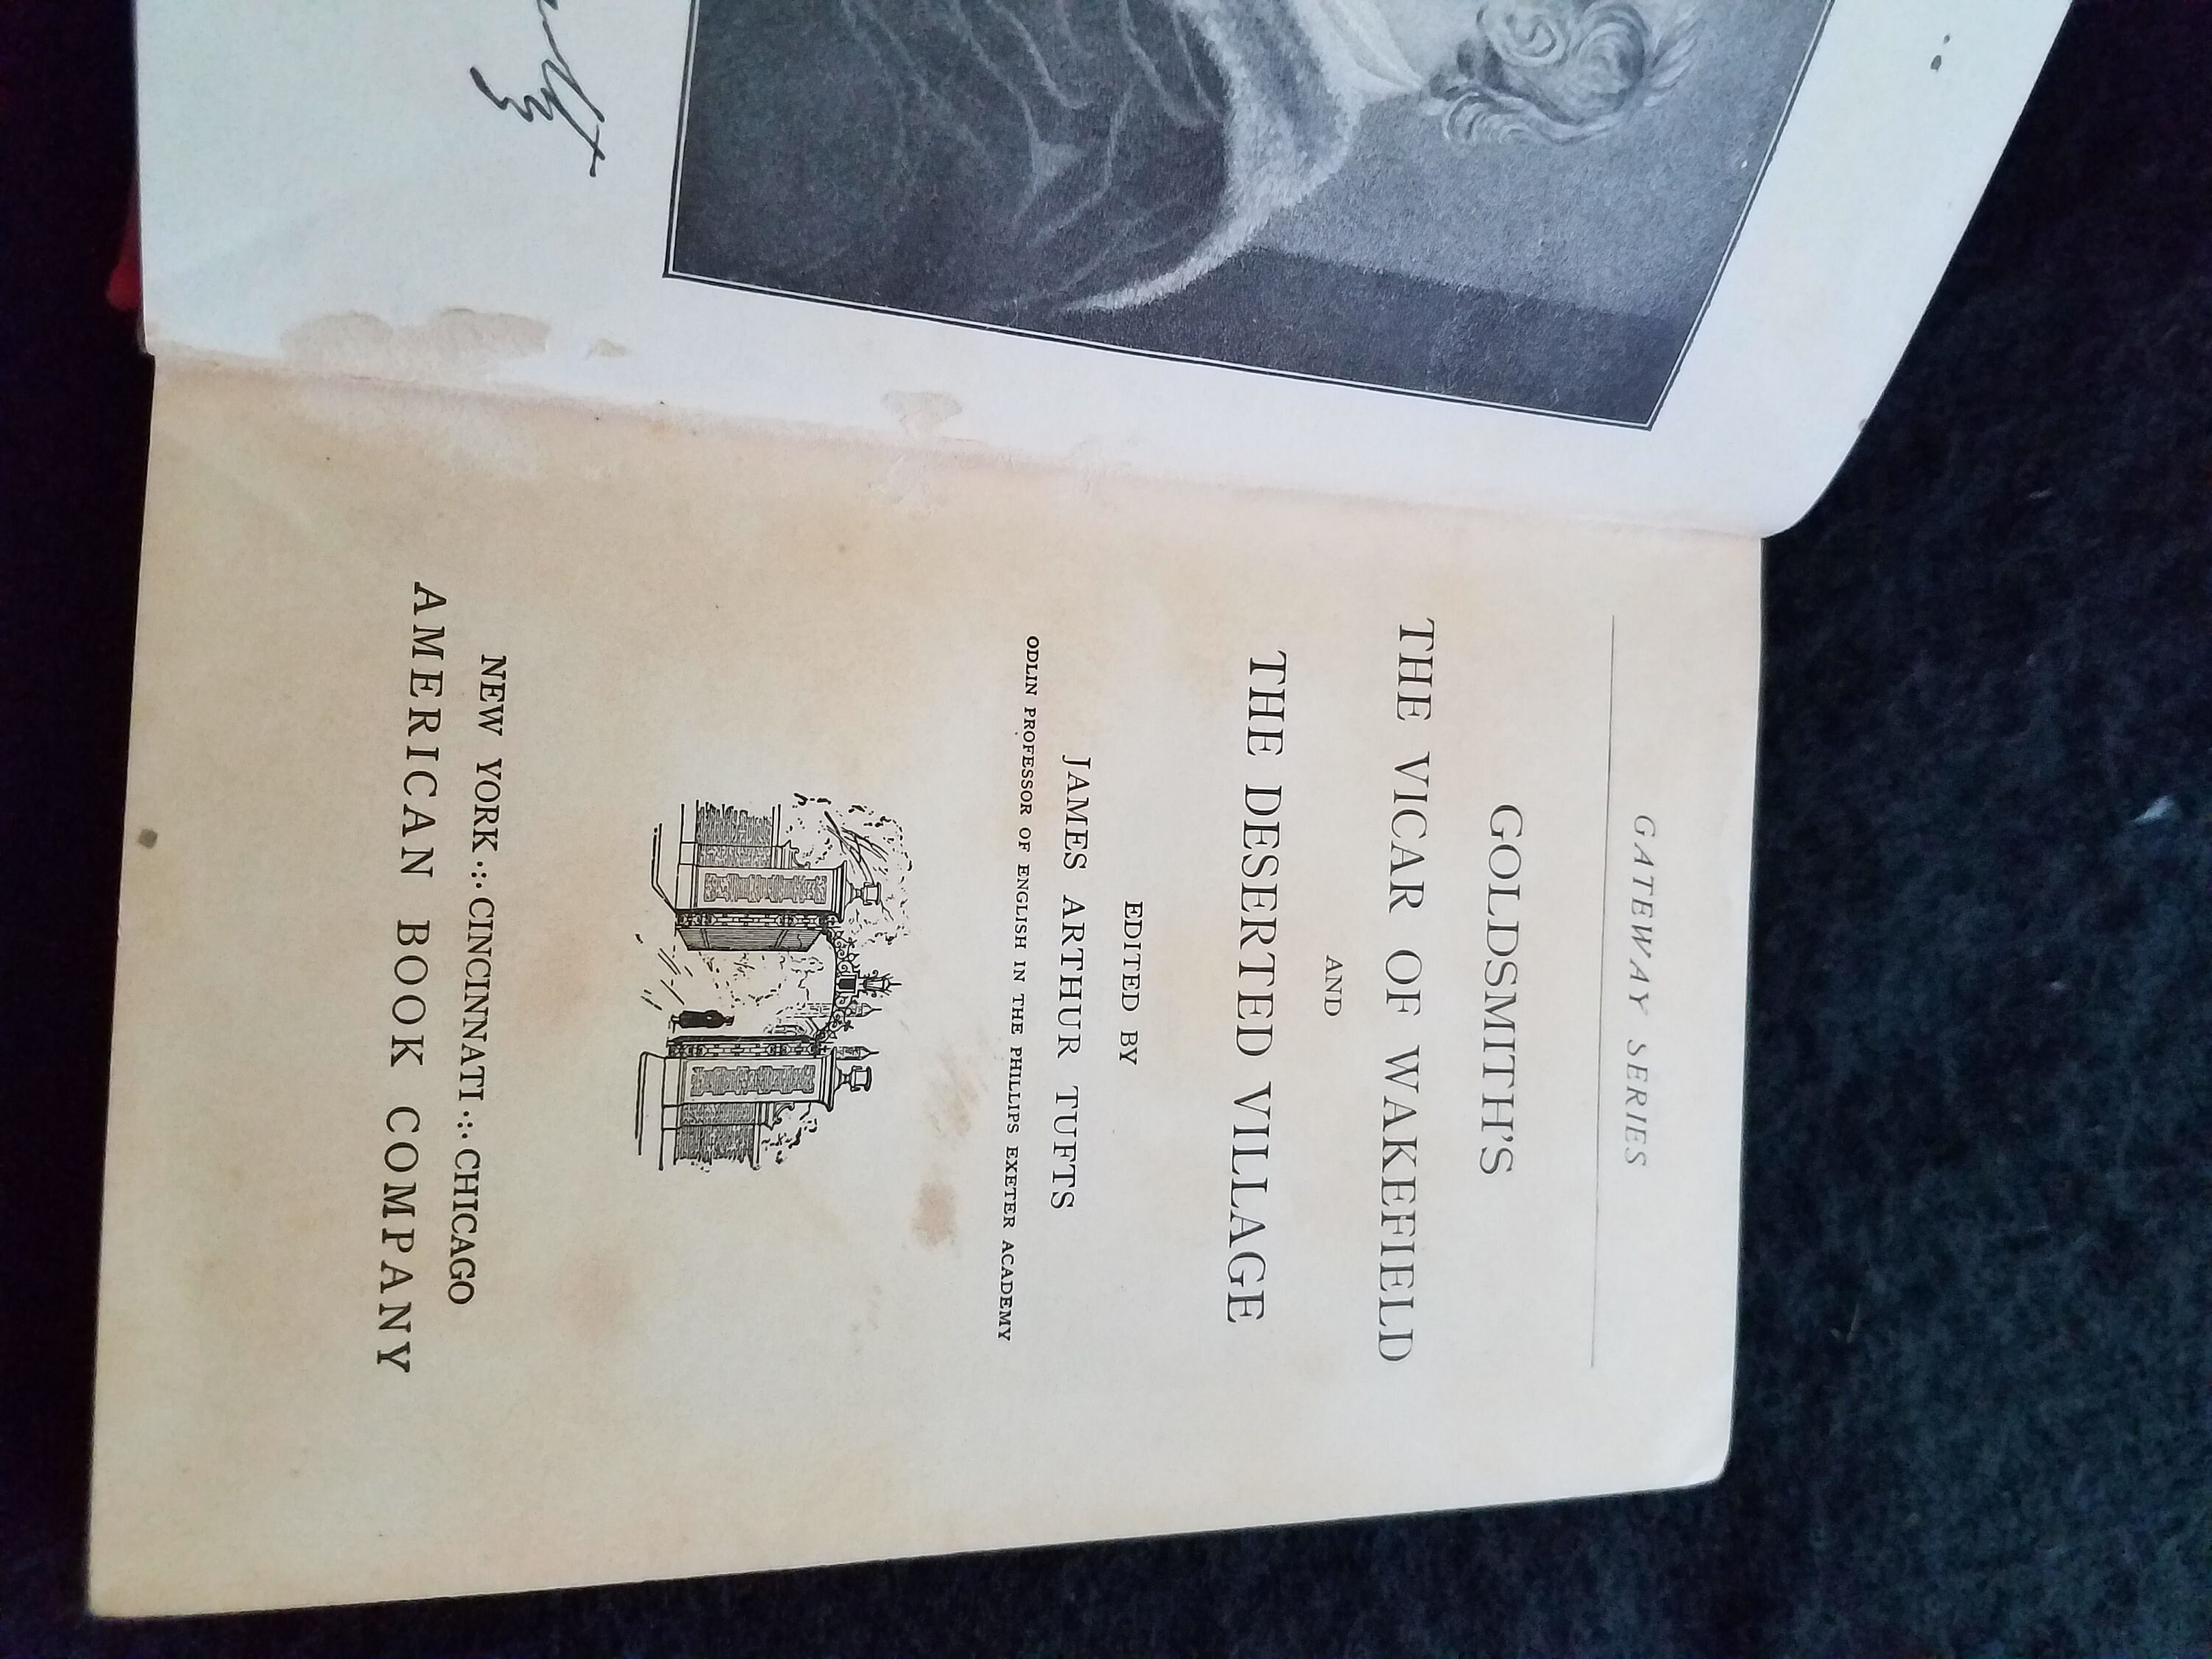 GATEWAY SERIES
GOLDSMITH'S
THE VICAR OF WAKEFIELD
AND
THE DESERTED VILLAGE
EDITED BY
JAMES ARTHUR TUFTS
ODLIN PROFESSOR OF ENGLISH IN THE PHILLIPS EXETER ACADEMY
NEW YORK ·:· CINCINNATI ·:· CHICAGO
AMERICAN BOOK COMPANY